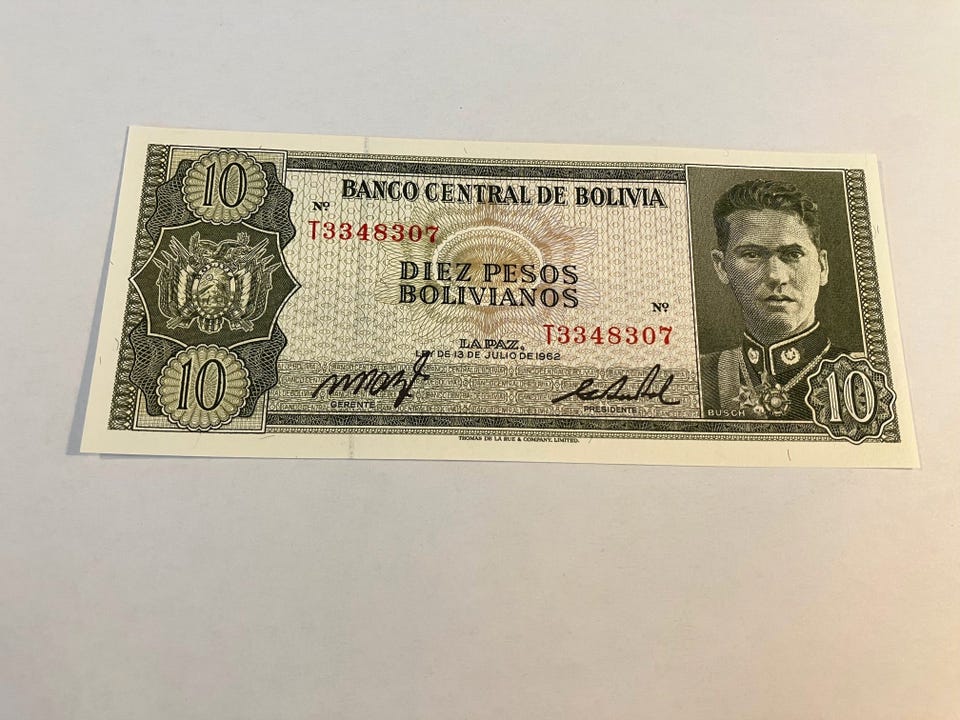 10
BANCO CENTRAL DE BOLIVIA
Nº
T3348307
DIEZ PESOS
BOLIVIANOS
Nº
T3348307
LA PAZ,
LEY DE 13 DE JULIO DE 1962
GERENTE
PRESIDENTE
BUSCH
10
10
THOMAS DE LA RUE & COMPANY, LIMITED.